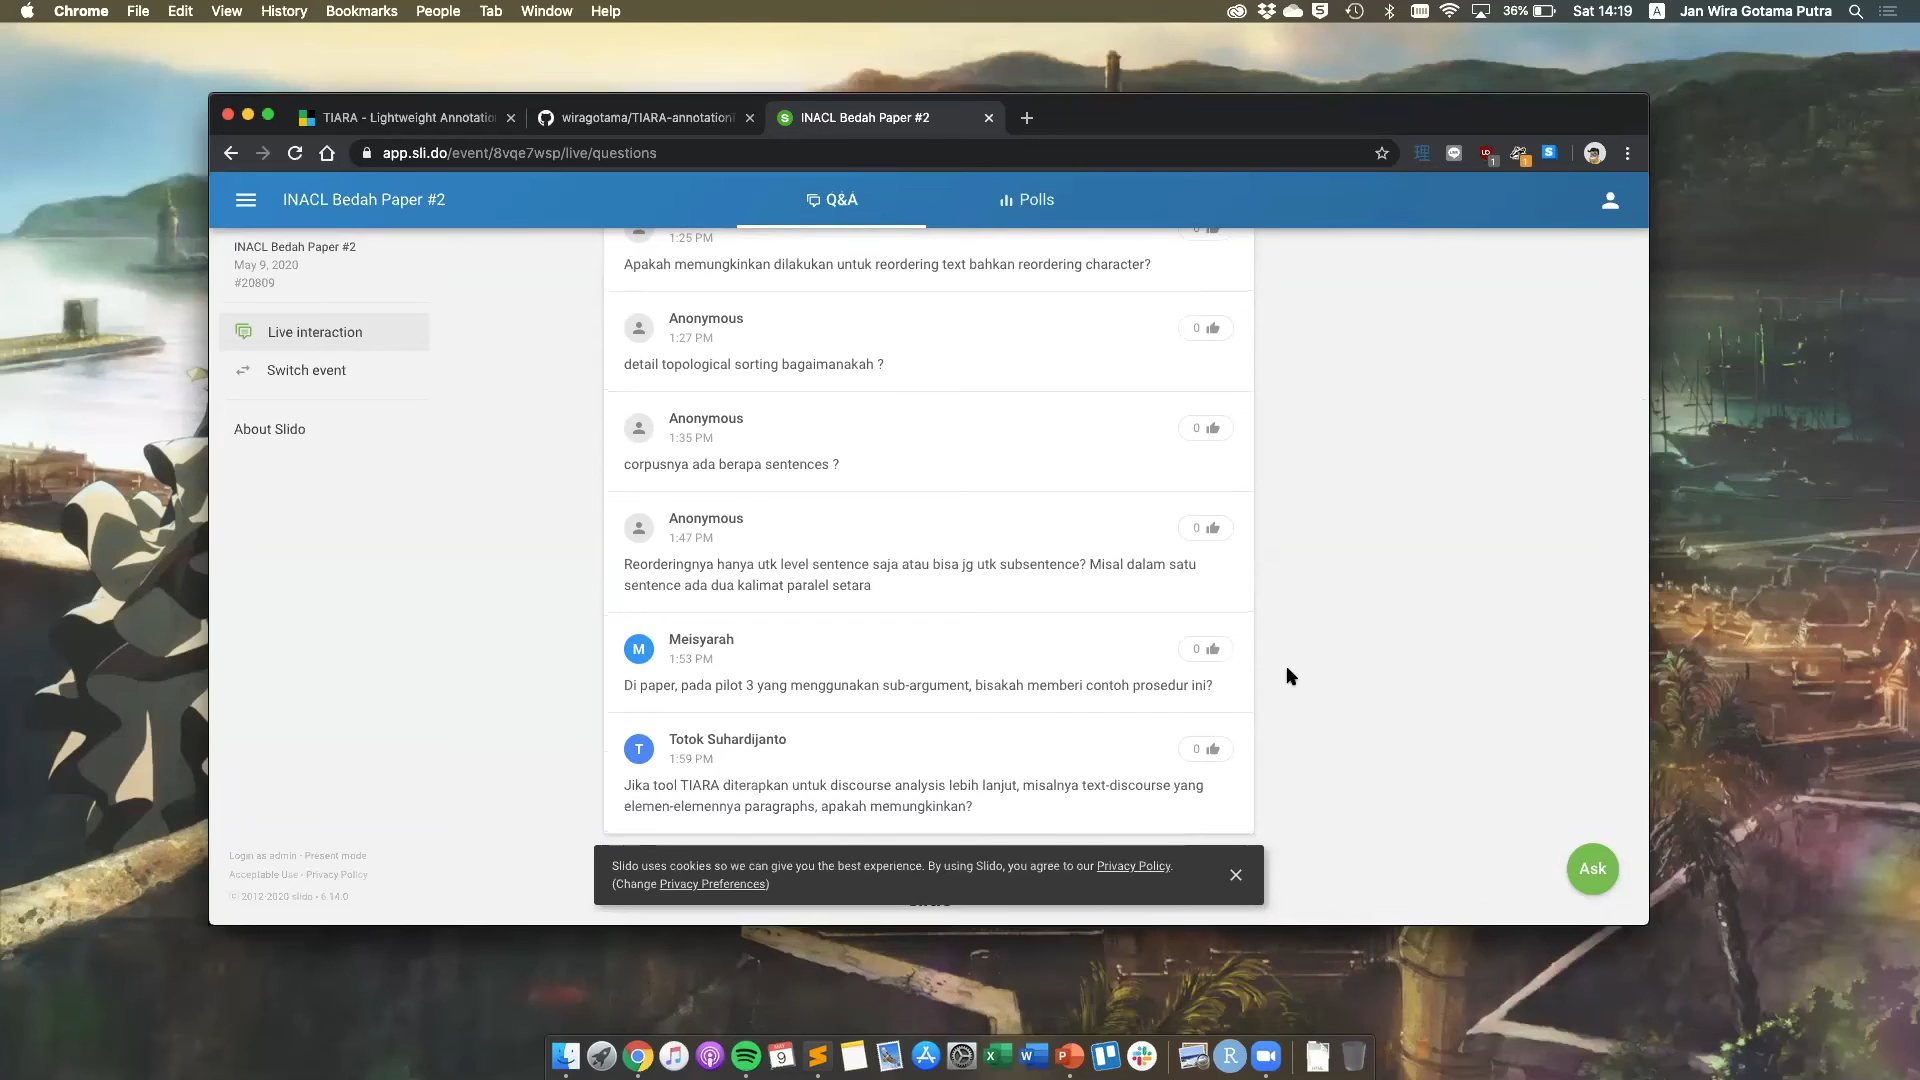 Chrome File Edit View History Bookmarks People Tab Window Help
36% Sat 14:19 A Jan Wira Gotama Putra
TIARA - Lightweight Annotatio
wiragotama/TIARA-annotation
INACL Bedah Paper #2
app.sli.do/event/8vqe7wsp/live/questions
INACL Bedah Paper #2
Q&A
Polls
INACL Bedah Paper #2
May 9, 2020
#20809
Live interaction
Switch event
About Slido
1:25 PM
Apakah memungkinkan dilakukan untuk reordering text bahkan reordering character?
Anonymous
1:27 PM
0
detail topological sorting bagaimanakah ?
Anonymous
1:35 PM
0
corpusnya ada berapa sentences ?
Anonymous
1:47 PM
0
Reorderingnya hanya utk level sentence saja atau bisa jg utk subsentence? Misal dalam satu
sentence ada dua kalimat paralel setara
M
Meisyarah
1:53 PM
0
Di paper, pada pilot 3 yang menggunakan sub-argument, bisakah memberi contoh prosedur ini?
T
Totok Suhardijanto
1:59 PM
0
Jika tool TIARA diterapkan untuk discourse analysis lebih lanjut, misalnya text-discourse yang
elemen-elemennya paragraphs, apakah memungkinkan?
Slido uses cookies so we can give you the best experience. By using Slido, you agree to our Privacy Policy.
(Change Privacy Preferences)
Login as admin - Present mode
Acceptable Use - Privacy Policy
© 2012-2020 slido • 6.14.0
Ask